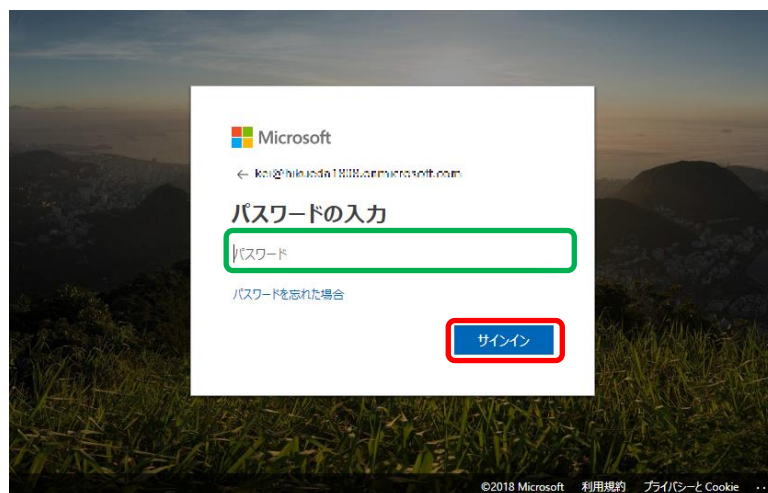 Microsoft
パスワードの入力
パスワード
パスワードを忘れた場合
サインイン
©2018 Microsoft 利用規約 プライバシーと Cookie ...